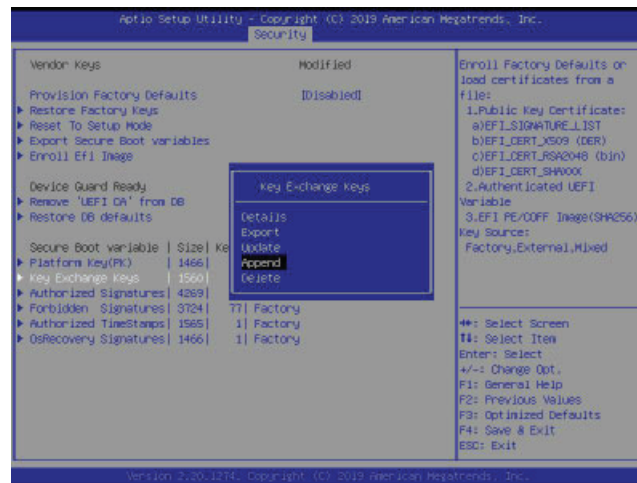 Aptio Setup Utility - Copyright (C) 2019 American Megatrends, Inc.
Security
Vendor Keys Modified
Provision Factory Defaults [Disabled]
Restore Factory Keys
Reset To Setup Mode
Export Secure Boot variables
Enroll Efi Image
Device Guard Ready
Remove 'UEFI CA' from DB
Restore DB defaults
Secure Boot variable | Size| Ke
Platform Key(PK) | 1466|
Key Exchange Keys | 1560|
Authorized Signatures| 4269|
Forbidden Signatures| 3724| 77| Factory
Authorized TimeStamps| 1565| 1| Factory
OsRecovery Signatures| 1466| 1| Factory
Key Exchange Keys
Details
Export
Update
Append
Delete
Enroll Factory Defaults or
load certificates from a
file:
1.Public Key Certificate:
a)EFI_SIGNATURE_LIST
b)EFI_CERT_X509 (DER)
c)EFI_CERT_RSA2048 (bin)
d)EFI_CERT_SHAXXX
2.Authenticated UEFI
Variable
3.EFI PE/COFF Image(SHA256)
Key Source:
Factory,External,Mixed
↔: Select Screen
↑↓: Select Item
Enter: Select
+/-: Change Opt.
F1: General Help
F2: Previous Values
F3: Optimized Defaults
F4: Save & Exit
ESC: Exit
Version 2.20.1274. Copyright (C) 2019 American Megatrends, Inc.